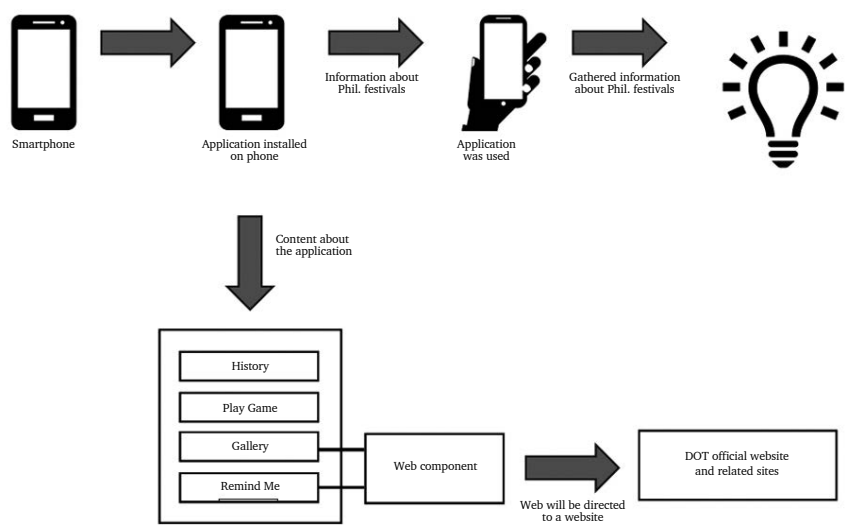 Smartphone
Application installed
on phone
Information about
Phil. festivals
Application
was used
Gathered information
about Phil. festivals
Content about
the application
History
Play Game
Gallery
Remind Me
Web component
Web will be directed
to a website
DOT official website
and related sites